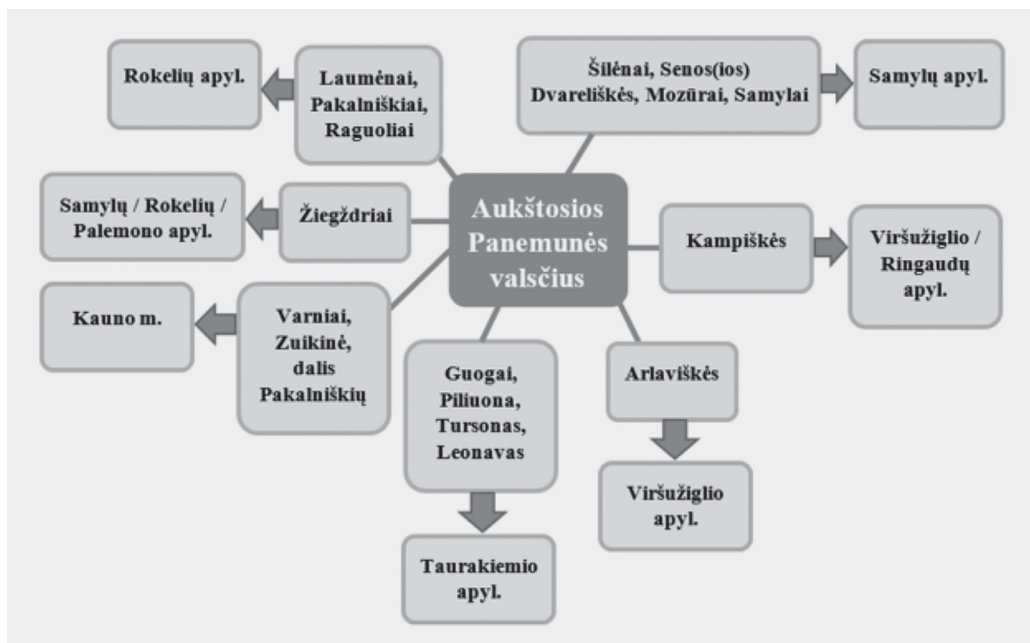 Rokelių apyl.
Laumėnai,
Pakalniškiai,
Raguoliai
Šilėnai, Senos(ios)
Dvareliškės, Mozūrai, Samylai
Samylų apyl.
Samylų / Rokelių /
Palemono apyl.
Žiegždriai
Aukštosios
Panemunės
valsčius
Kampiškės
Viršužiglio /
Ringaudų
apyl.
Kauno m.
Varniai,
Zuikinė,
dalis
Pakalniškių
Guogai,
Piliuona,
Tursonas,
Leonavas
Arlaviškės
Viršužiglio
apyl.
Taurakiemio
apyl.